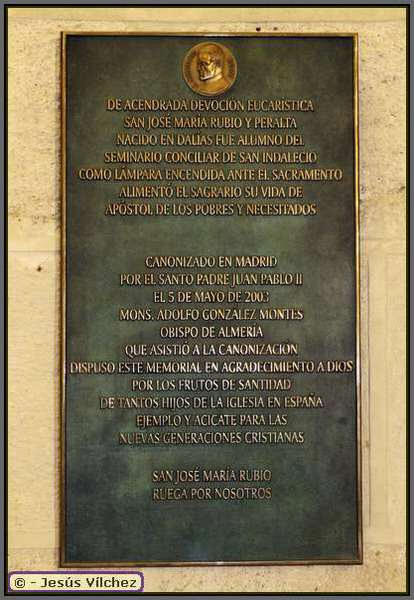 DE ACENDRADA DEVOCIÓN EUCARÍSTICA
SAN JOSÉ MARÍA RUBIO Y PERALTA
NACIDO EN DALÍAS FUE ALUMNO DEL
SEMINARIO CONCILIAR DE SAN INDALECIO
COMO LÁMPARA ENCENDIDA ANTE EL SACRAMENTO
ALIMENTÓ EL SAGRARIO SU VIDA DE
APÓSTOL DE LOS POBRES Y NECESITADOS
CANONIZADO EN MADRID
POR EL SANTO PADRE JUAN PABLO II
EL 5 DE MAYO DE 2003
MONS. ADOLFO GONZÁLEZ MONTES
OBISPO DE ALMERÍA
QUE ASISTIÓ A LA CANONIZACIÓN
DISPUSO ESTE MEMORIAL EN AGRADECIMIENTO A DIOS
POR LOS FRUTOS DE SANTIDAD
DE TANTOS HIJOS DE LA IGLESIA EN ESPAÑA
EJEMPLO Y ACICATE PARA LAS
NUEVAS GENERACIONES CRISTIANAS
SAN JOSÉ MARÍA RUBIO
RUEGA POR NOSOTROS
© - Jesús Vílchez